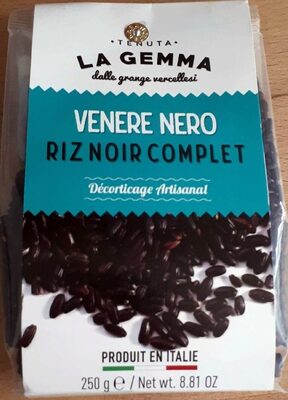 TENUTA
LA GEMMA
dalle grange vercellesi
VENERE NERO
RIZ NOIR COMPLET
Décorticage Artisanal
PRODUIT EN ITALIE
250 g ℮ / Net wt. 8.81 OZ